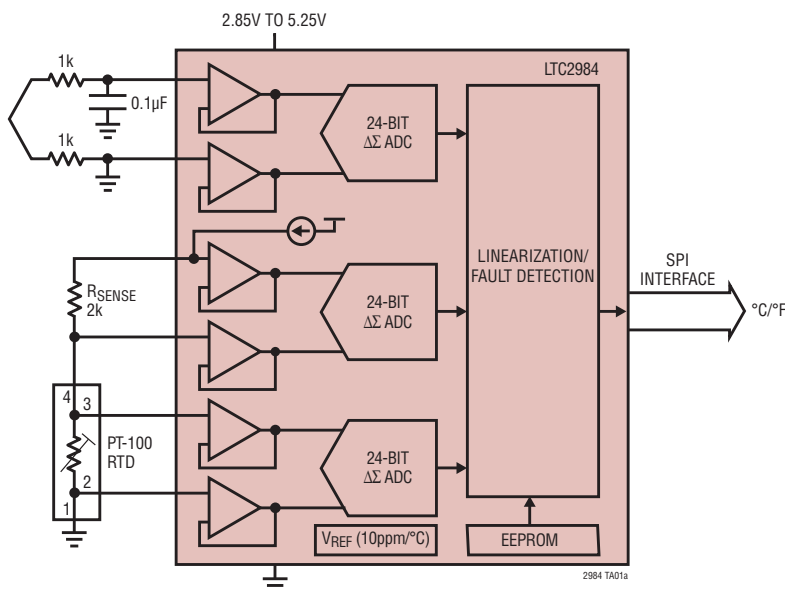 2.85V TO 5.25V
LTC2984
1k
0.1µF
1k
24-BIT
ΔΣ ADC
LINEARIZATION/
FAULT DETECTION
SPI
INTERFACE
°C/°F
RSENSE
2k
24-BIT
ΔΣ ADC
4
3
PT-100
RTD
2
1
24-BIT
ΔΣ ADC
VREF (10ppm/°C)
EEPROM
2984 TA01a